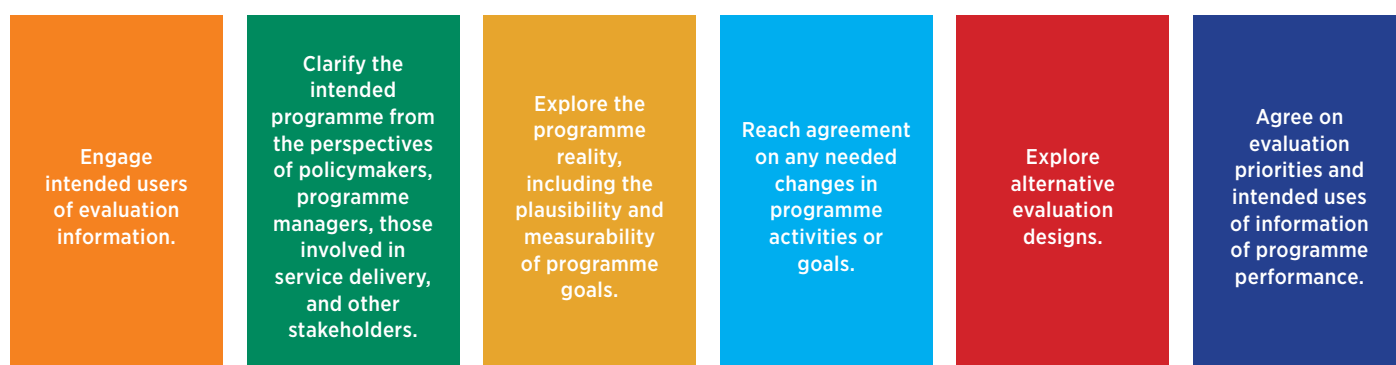 Engage
intended users
of evaluation
information.
Clarify the
intended
programme from
the perspectives
of policymakers,
programme
managers, those
involved in
service delivery,
and other
stakeholders.
Explore the
programme
reality,
including the
plausibility and
measurability
of programme
goals.
Reach agreement
on any needed
changes in
programme
activities or
goals.
Explore
alternative
evaluation
designs.
Agree on
evaluation
priorities and
intended uses
of information
of programme
performance.